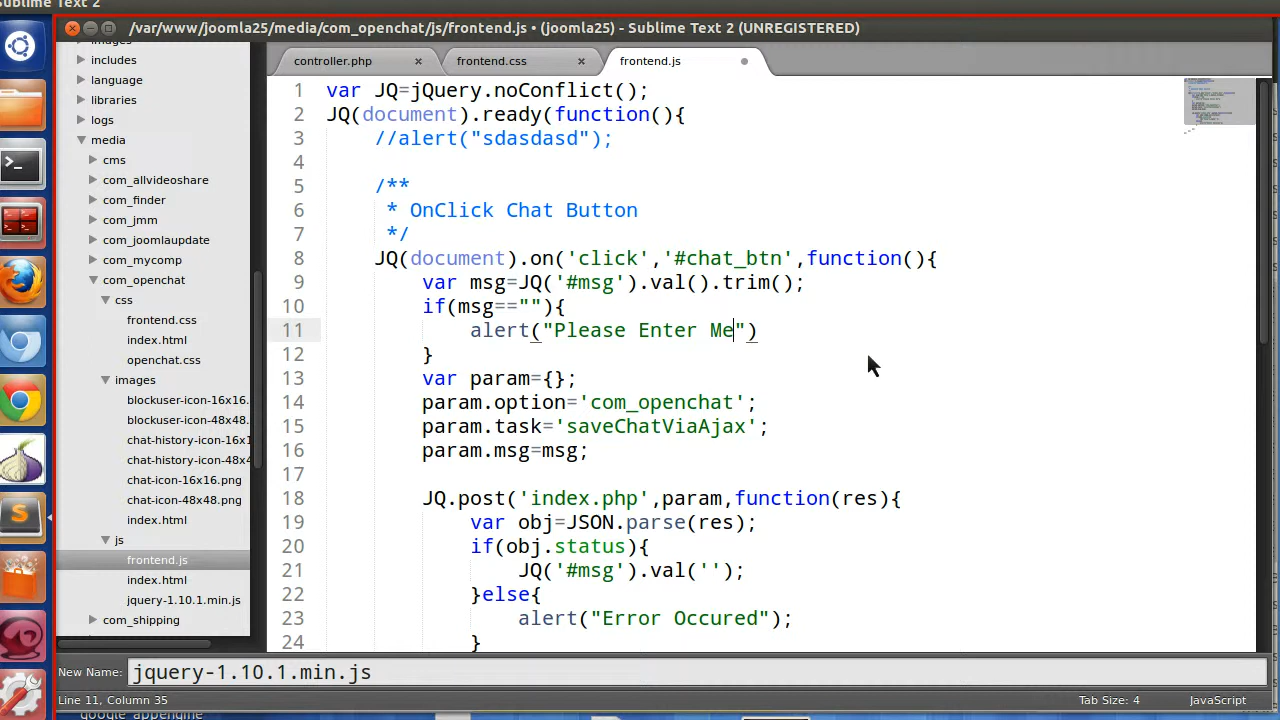 Sublime Text 2
/var/www/joomla25/media/com_openchat/js/frontend.js • (joomla25) - Sublime Text 2 (UNREGISTERED)
images
includes
language
libraries
logs
media
cms
com_allvideoshare
com_finder
com_jmm
com_joomlaupdate
com_mycomp
com_openchat
css
frontend.css
index.html
openchat.css
images
blockuser-icon-16x16.
blockuser-icon-48x48.
chat-history-icon-16x1
chat-history-icon-48x4
chat-icon-16x16.png
chat-icon-48x48.png
index.html
js
frontend.js
index.html
jquery-1.10.1.min.js
com_shipping
controller.php ×
frontend.css ×
frontend.js
1 var JQ=jQuery.noConflict();
2 JQ(document).ready(function(){
3 //alert("sdasdasd");
4
5 /**
6 * OnClick Chat Button
7 */
8 JQ(document).on('click','#chat_btn',function(){
9 var msg=JQ('#msg').val().trim();
10 if(msg==""){
11 alert("Please Enter Me")
12 }
13 var param={};
14 param.option='com_openchat';
15 param.task='saveChatViaAjax';
16 param.msg=msg;
17
18 JQ.post('index.php',param,function(res){
19 var obj=JSON.parse(res);
20 if(obj.status){
21 JQ('#msg').val('');
22 }else{
23 alert("Error Occured");
24 }
New Name: jquery-1.10.1.min.js
Line 11, Column 35
Tab Size: 4
JavaScript
google appengine